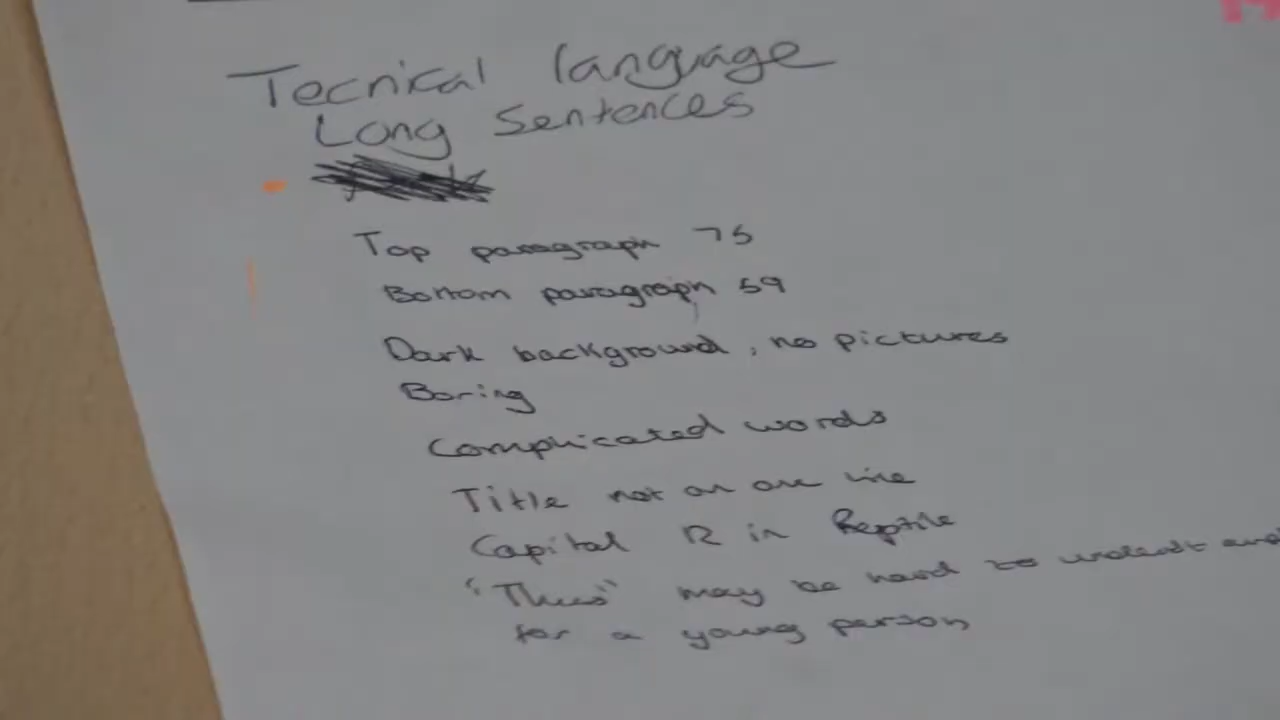 Tecnical language
Long sentences
Top paragraph 75
Bottom paragraph 59
Dark background, no pictures
Boring
Complicated words
Title not on one line
Capital R in Reptile
"Thus" may be hard to understand
for a young person